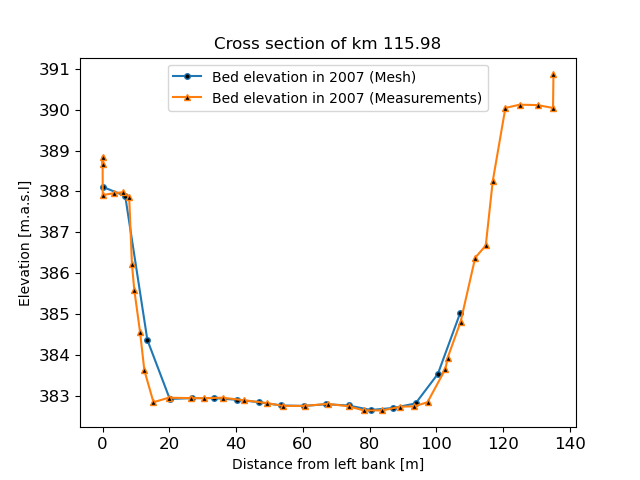 Cross section of km 115.98
Bed elevation in 2007 (Mesh)
Bed elevation in 2007 (Measurements)
391
390
389
388
387
386
385
384
383
Elevation [m.a.s.l]
0 20 40 60 80 100 120 140
Distance from left bank [m]